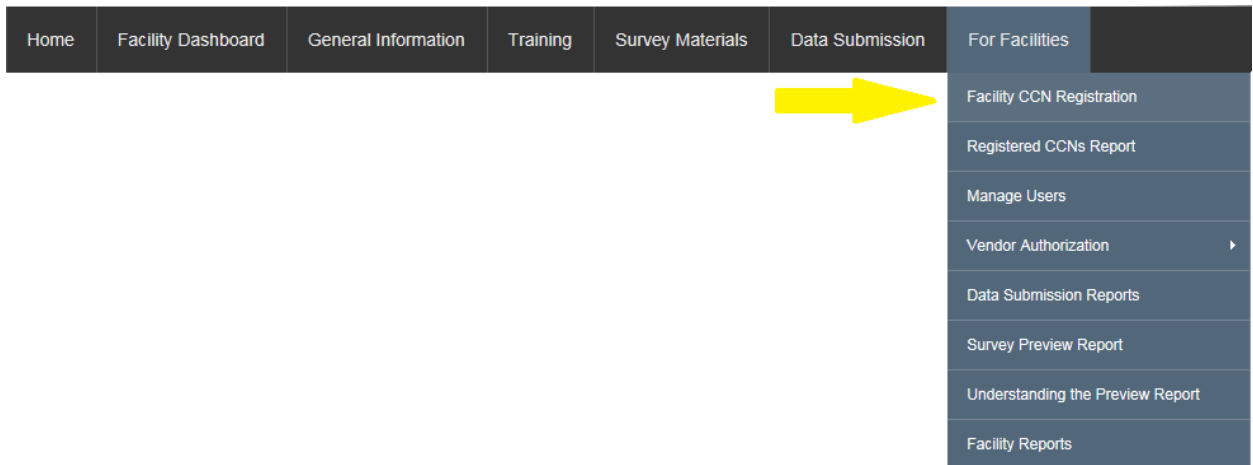 Home Facility Dashboard General Information Training Survey Materials Data Submission For Facilities
Facility CCN Registration
Registered CCNs Report
Manage Users
Vendor Authorization
Data Submission Reports
Survey Preview Report
Understanding the Preview Report
Facility Reports